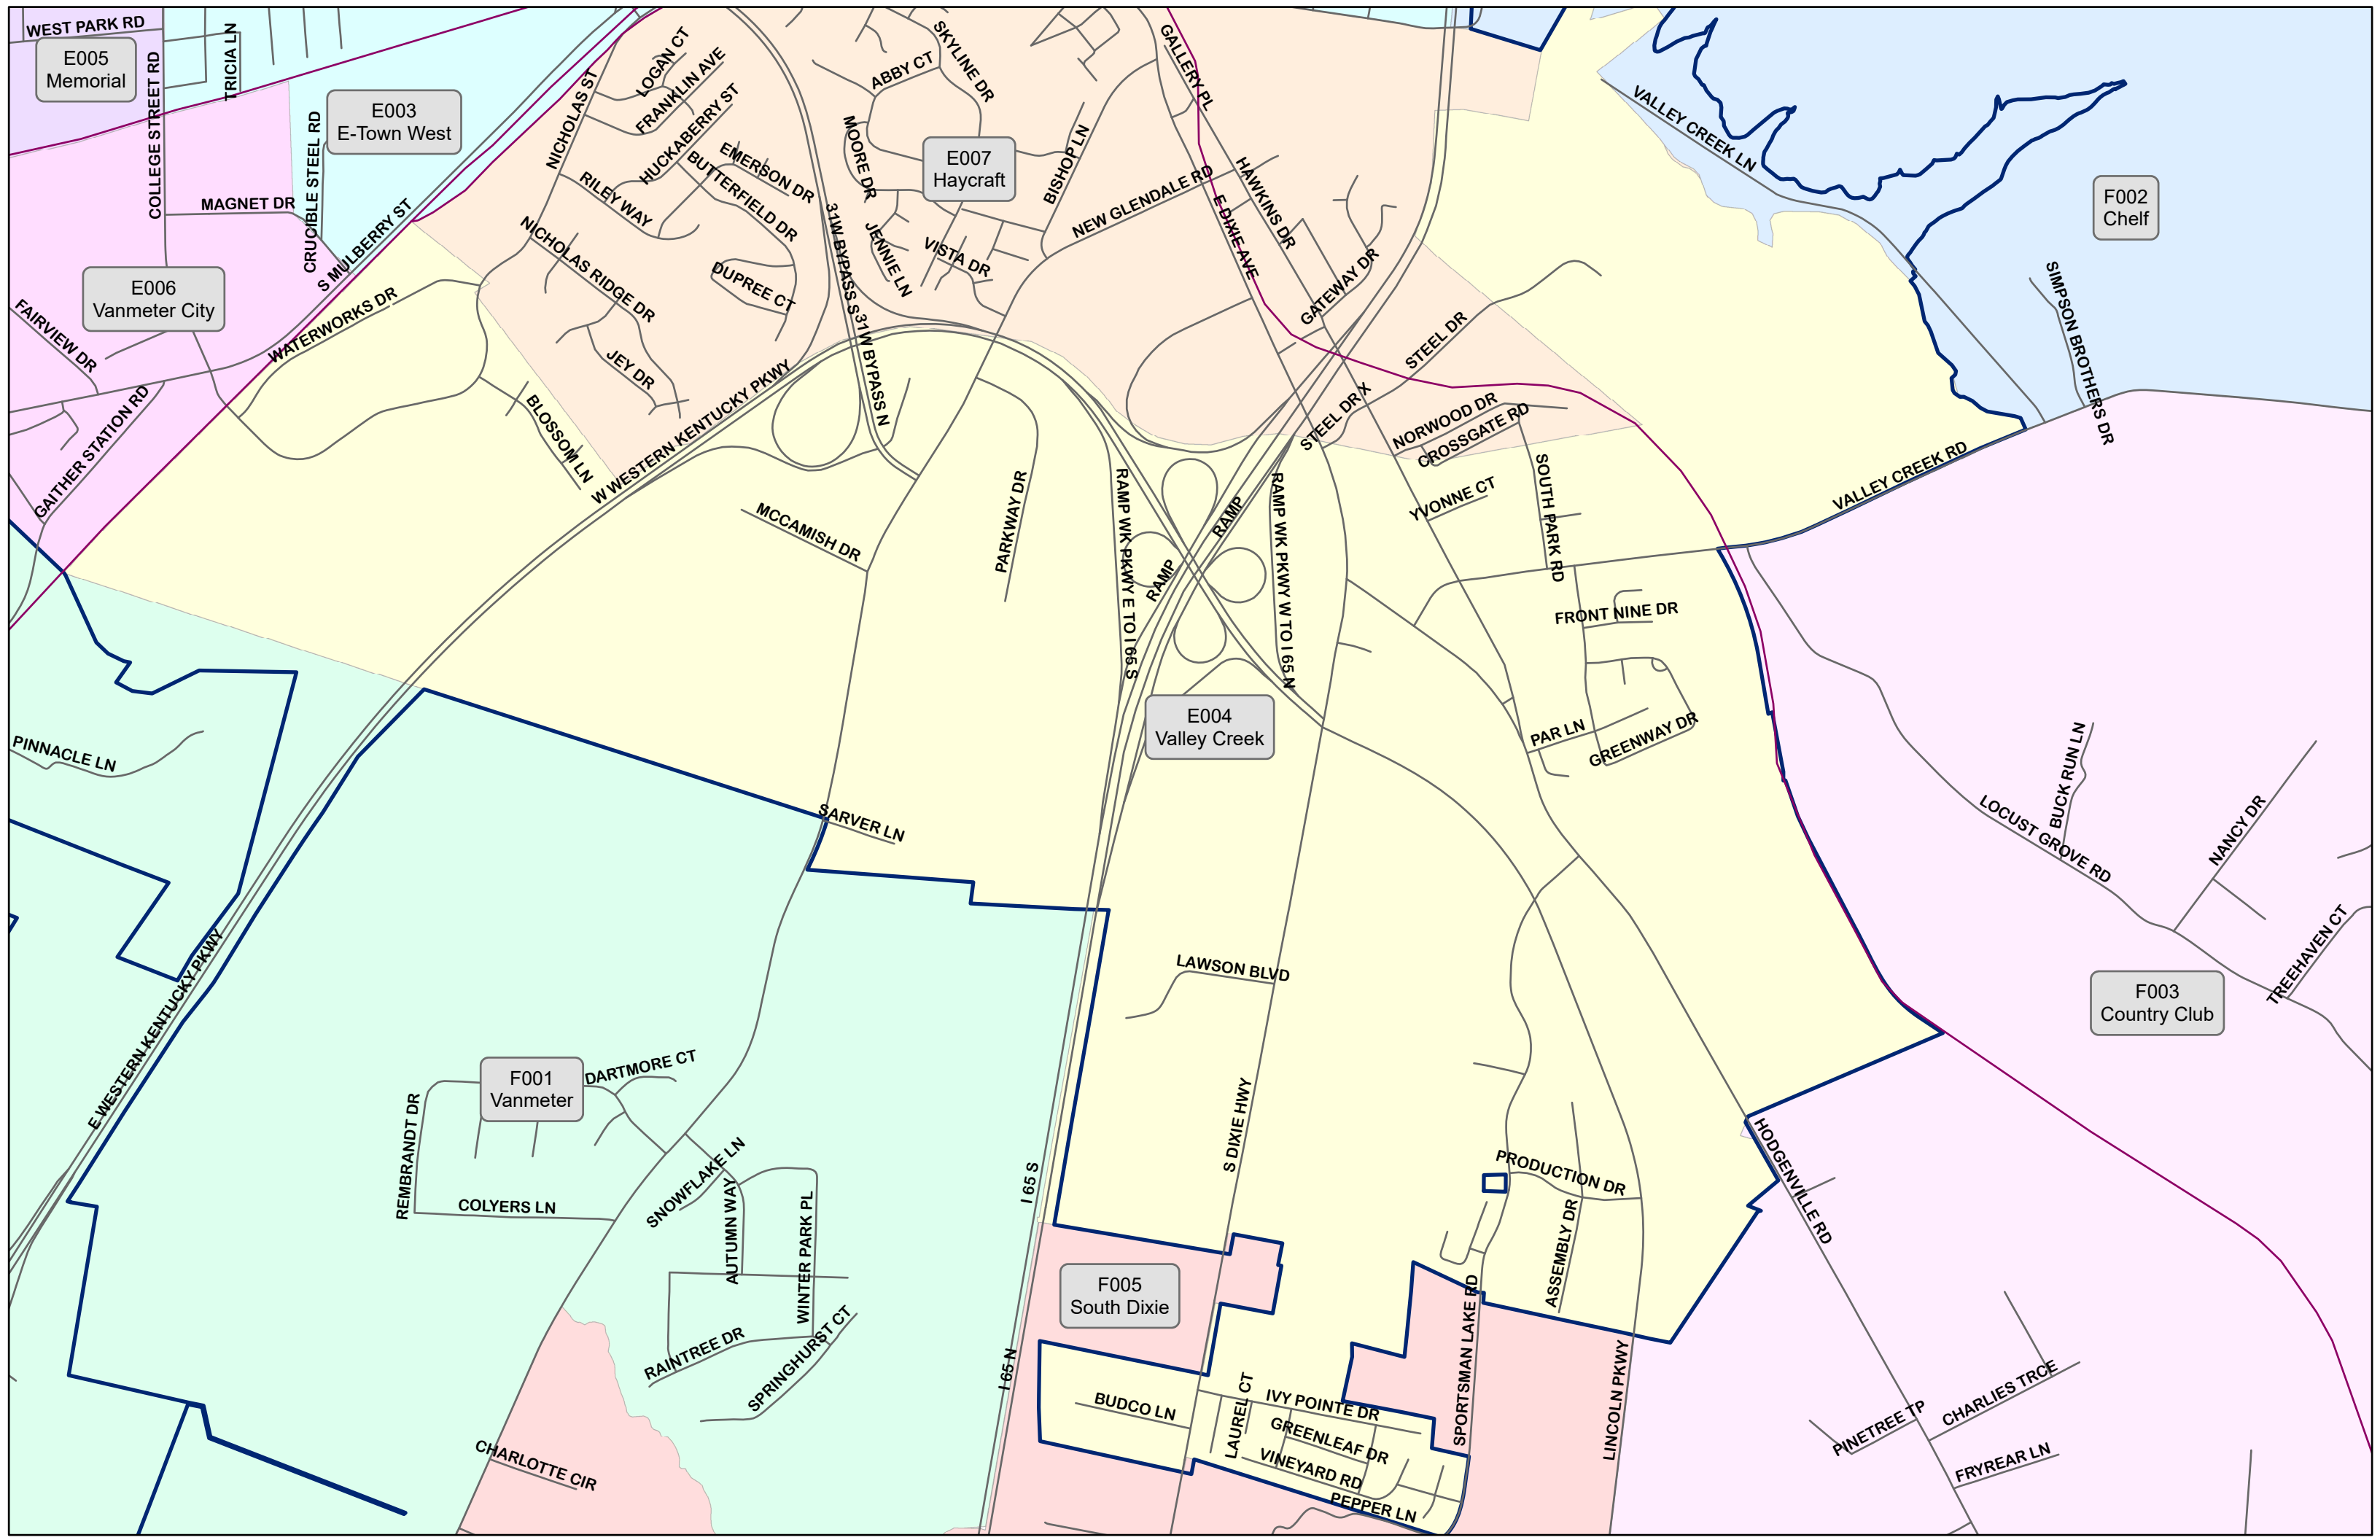 WEST PARK RD
E005
Memorial
COLLEGE STREET RD
TRICIA LN
E003
E-Town West
CRUCIBLE STEEL RD
MAGNET DR
S MULBERRY ST
E006
Vanmeter City
FAIRVIEW DR
WATERWORKS DR
GAITHER STATION RD
NICHOLAS ST
LOGAN CT
FRANKLIN AVE
HUCKABERRY ST
EMERSON DR
BUTTERFIELD DR
RILEY WAY
NICHOLAS RIDGE DR
DUPREE CT
JEY DR
BLOSSOM LN
W WESTERN KENTUCKY PKWY
31W BYPASS S
31W BYPASS N
ABBY CT
SKYLINE DR
MOORE DR
E007
Haycraft
JENNIE LN
VISTA DR
BISHOP LN
NEW GLENDALE RD
GALLERY PL
E DIXIE AVE
HAWKINS DR
GATEWAY DR
STEEL DR
STEEL DR X
NORWOOD DR
CROSSGATE RD
YVONNE CT
SOUTH PARK RD
VALLEY CREEK LN
F002
Chelf
SIMPSON BROTHERS DR
VALLEY CREEK RD
MCCAMISH DR
PARKWAY DR
RAMP WK PKWY E TO I 65 S
RAMP
RAMP
RAMP WK PKWY W TO I 65 N
FRONT NINE DR
PAR LN
GREENWAY DR
E004
Valley Creek
PINNACLE LN
SARVER LN
BUCK RUN LN
LOCUST GROVE RD
NANCY DR
TREEHAVEN CT
F003
Country Club
LAWSON BLVD
E WESTERN KENTUCKY PKWY
F001
Vanmeter
DARTMORE CT
REMBRANDT DR
COLYERS LN
SNOWFLAKE LN
AUTUMN WAY
WINTER PARK PL
RAINTREE DR
SPRINGHURST CT
I 65 S
I 65 N
S DIXIE HWY
PRODUCTION DR
ASSEMBLY DR
HODGENVILLE RD
F005
South Dixie
SPORTSMAN LAKE RD
LINCOLN PKWY
BUDCO LN
LAUREL CT
IVY POINTE DR
GREENLEAF DR
VINEYARD RD
PEPPER LN
CHARLOTTE CIR
PINETREE TP
CHARLIES TRCE
FRYREAR LN